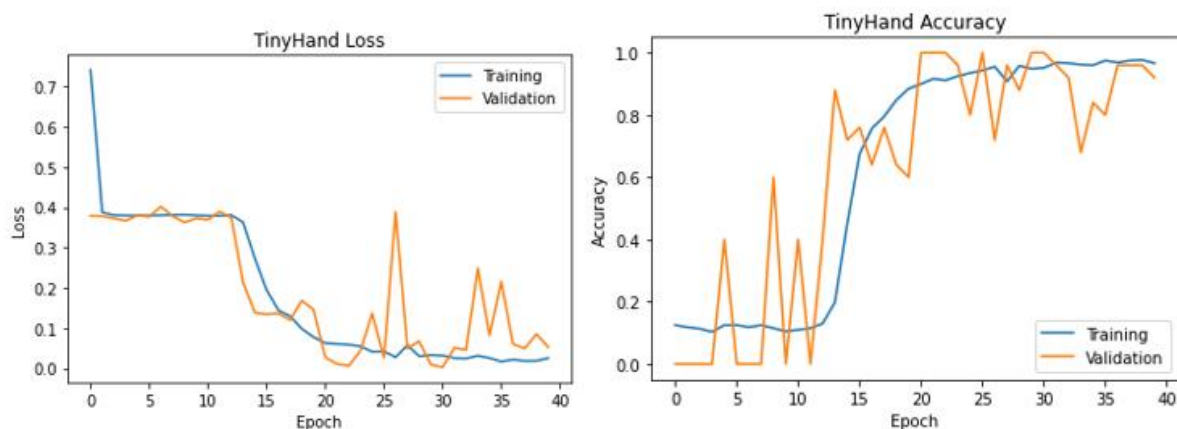 TinyHand Loss
Training
Validation
0.7
0.6
0.5
0.4
0.3
0.2
0.1
0.0
Loss
0 5 10 15 20 25 30 35 40
Epoch
TinyHand Accuracy
1.0
0.8
0.6
0.4
0.2
0.0
Accuracy
Training
Validation
0 5 10 15 20 25 30 35 40
Epoch